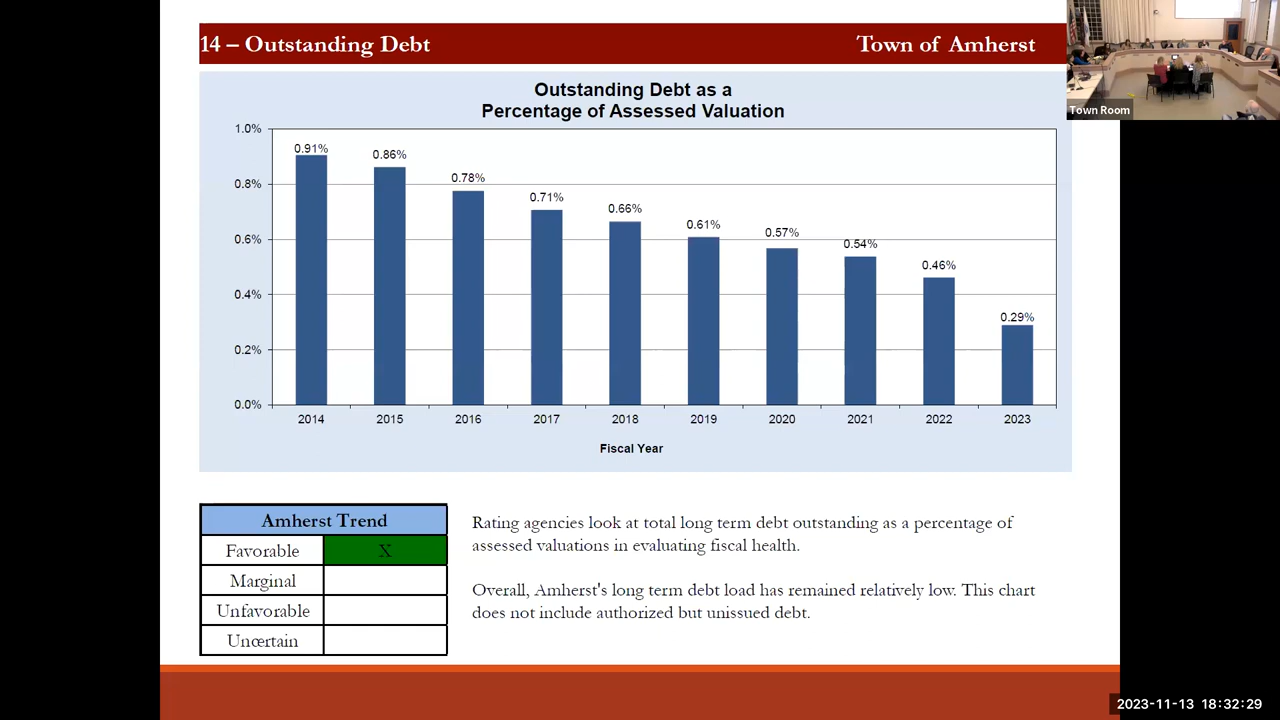 14 – Outstanding Debt
Town of Amherst
Town Room
Outstanding Debt as a
Percentage of Assessed Valuation
1.0%
0.8%
0.6%
0.4%
0.2%
0.0%
0.91%
0.86%
0.78%
0.71%
0.66%
0.61%
0.57%
0.54%
0.46%
0.29%
2014 2015 2016 2017 2018 2019 2020 2021 2022 2023
Fiscal Year
Amherst Trend
Favorable X
Marginal
Unfavorable
Uncertain
Rating agencies look at total long term debt outstanding as a percentage of
assessed valuations in evaluating fiscal health.
Overall, Amherst's long term debt load has remained relatively low. This chart
does not include authorized but unissued debt.
2023-11-13 18:32:29